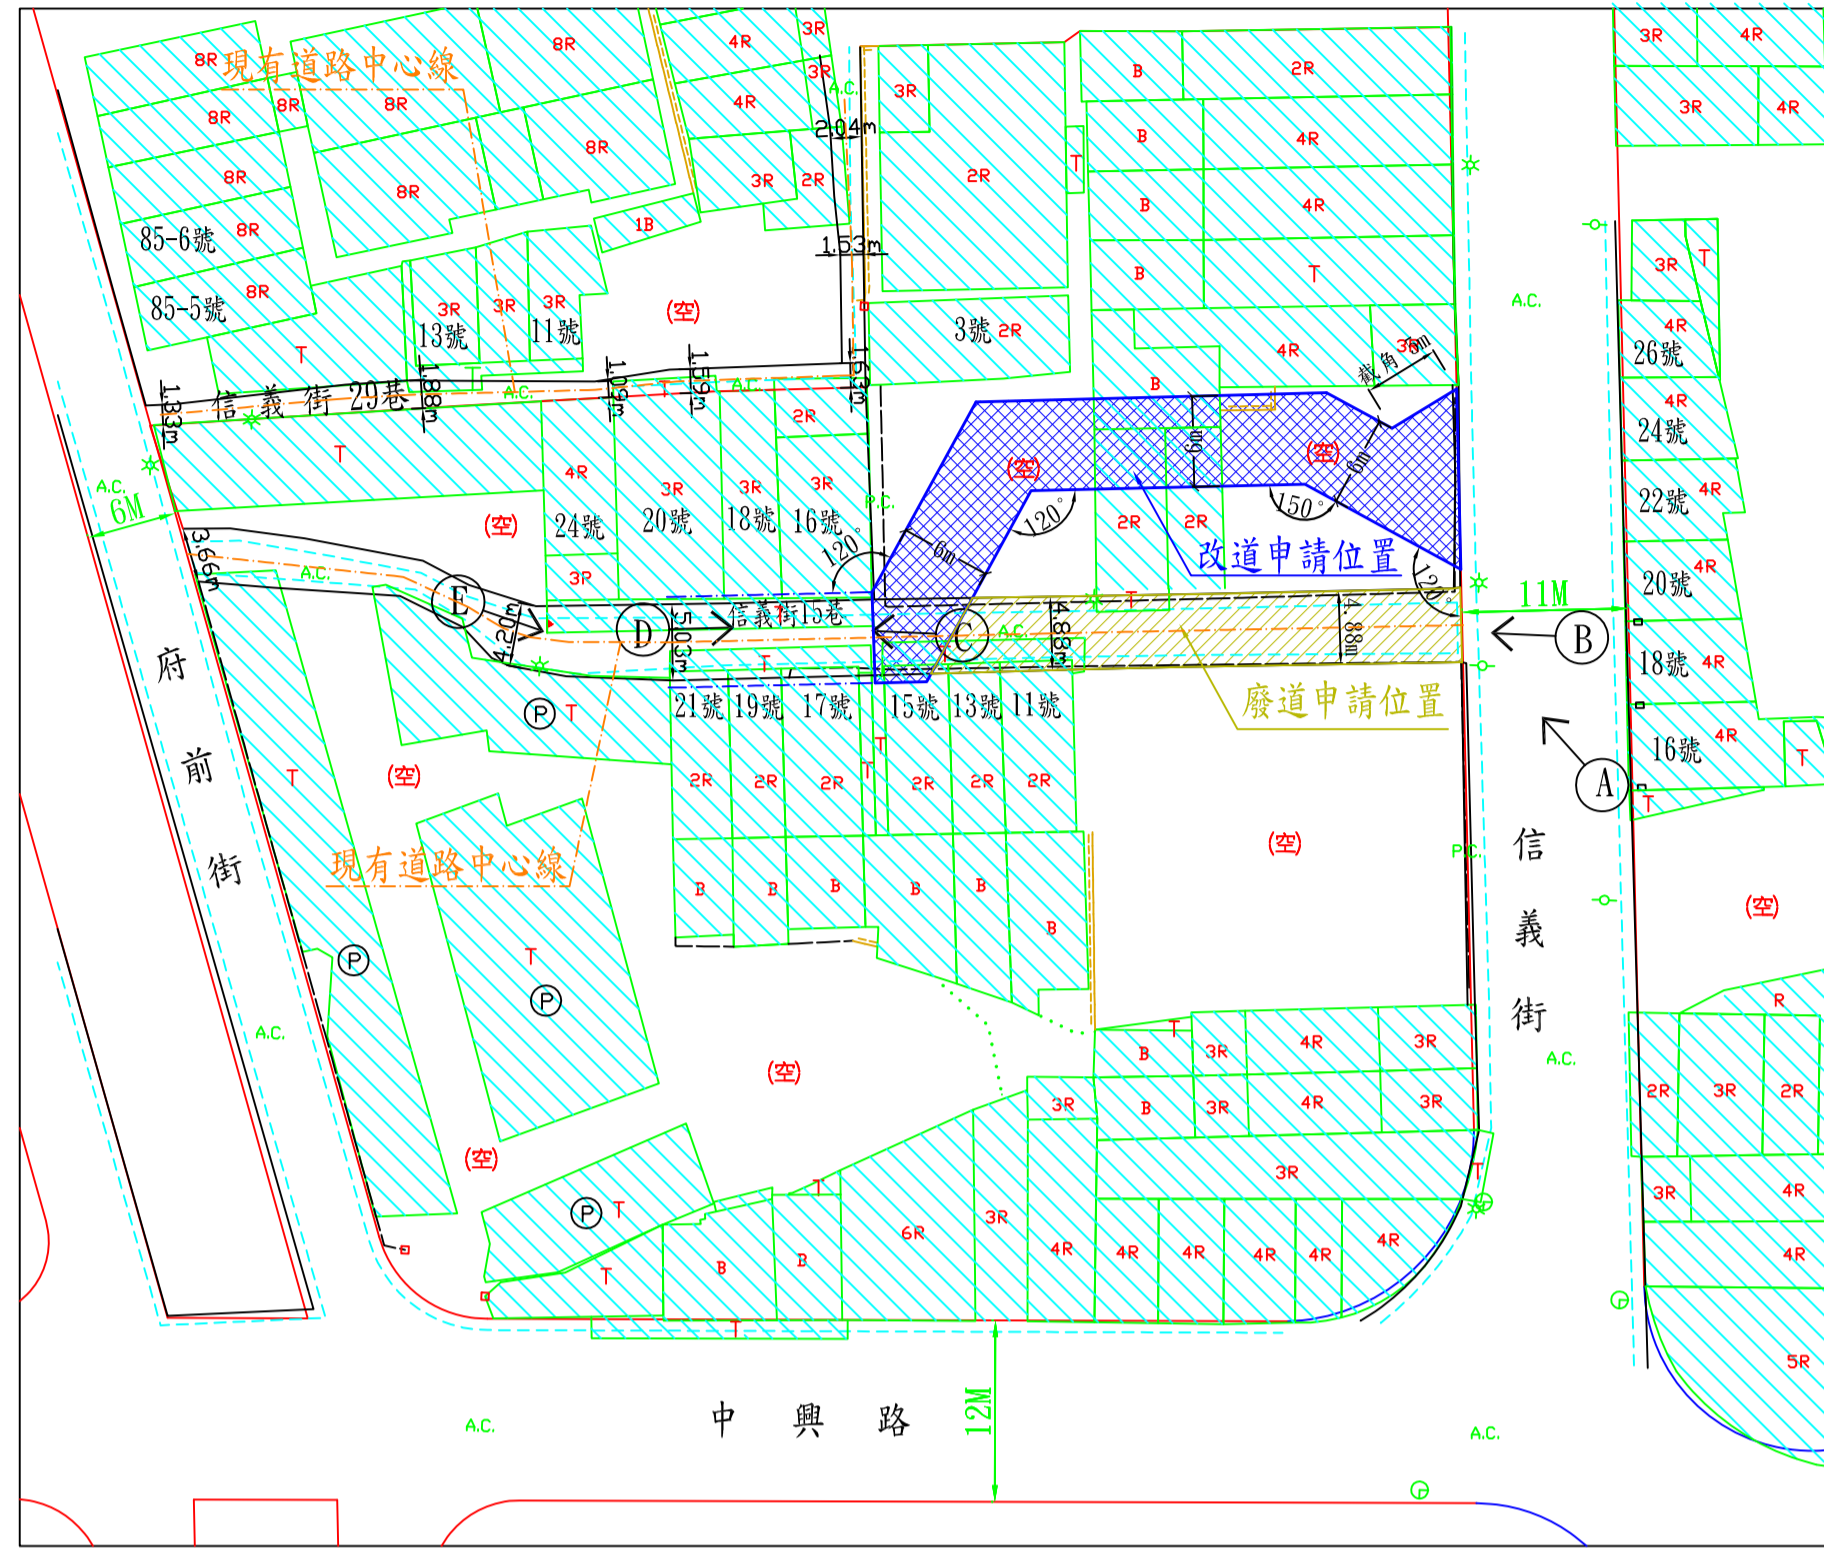 8R
8R
4R
3R
3R
4R
現有道路中心線
8R
8R
8R
8R
8R
8R
8R
8R
8R
8R
4R
3R
3R
2R
1B
A.C.
2.04m
1.53m
3R
2R
T
B
2R
B
4R
B
4R
B
T
4R
3R
B
3R
4R
3R
T
4R
4R
4R
4R
4R
4R
T
T
85-6號
85-5號
T
3R
3R
3R
13號
11號
T
(空)
3號 2R
截角 5m
A.C.
26號
24號
22號
20號
18號
16號
信義街29巷
1.33m
1.88m
1.09m
1.59m
1.63m
A.C.
A.C.
T
T
4R
3R
3R
3R
2R
24號
20號
18號
16號
3R
P.C.
120°
A.C.
6M
3.66m
(空)
A.C.
E
4.20m
D
5.03m
信義街15巷
T
T
C
T
A.C.
4.88m
4.88m
(空)
(空)
6m
6m
6m
120°
150°
120°
2R
2R
T
改道申請位置
廢道申請位置
11M
B
A
府前街
T
(空)
P
T
21號
19號
17號
15號
13號
11號
2R
2R
2R
T
T
2R
2R
2R
B
B
B
B
B
B
(空)
P.C.
信義街
(空)
現有道路中心線
T
P
P
A.C.
(空)
(空)
P
T
T
B
B
T
T
6R
3R
3R
4R
4R
4R
4R
4R
4R
T
B
3R
4R
3R
B
3R
4R
3R
3R
T
A.C.
R
2R
3R
2R
3R
4R
4R
5R
中興路
12M
A.C.
A.C.